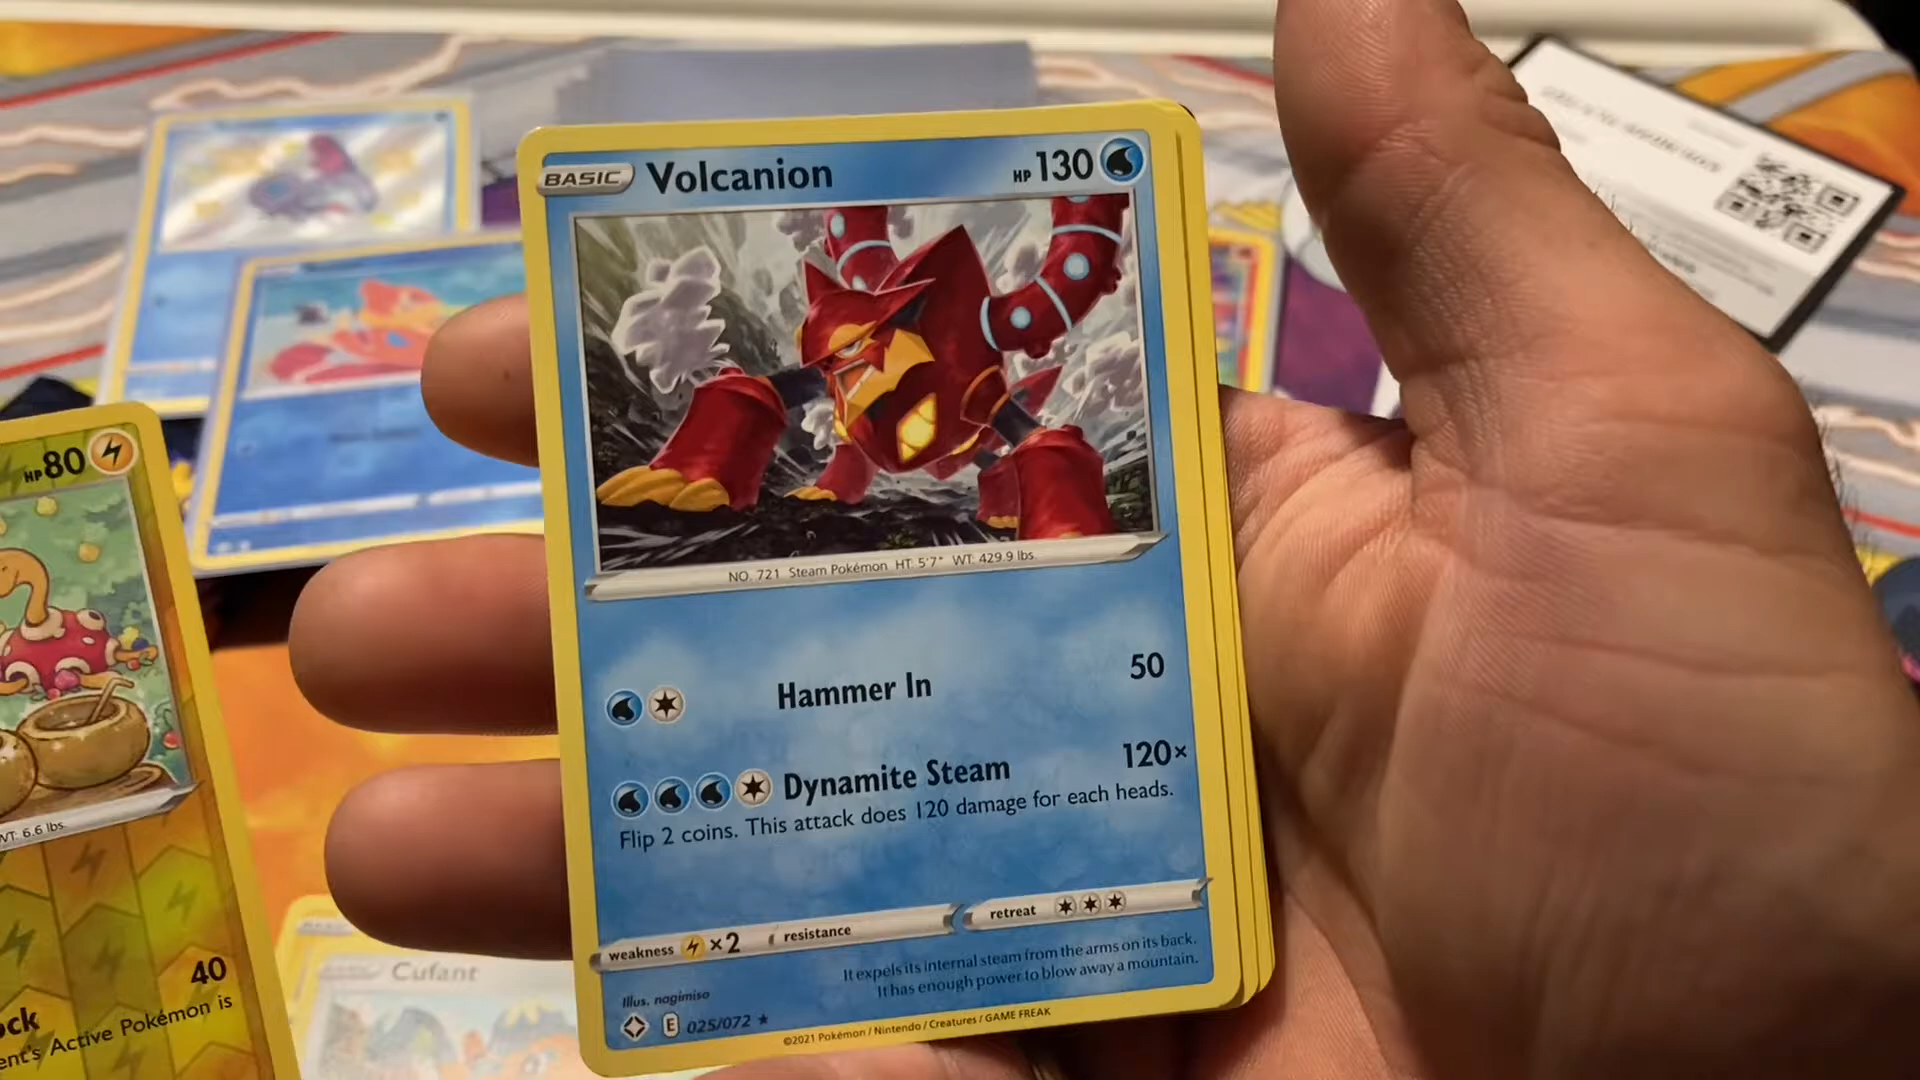 BASIC Volcanion HP 130
NO. 721 Steam Pokémon HT: 5'7" WT: 429.9 lbs.
Hammer In 50
Dynamite Steam 120×
Flip 2 coins. This attack does 120 damage for each heads.
weakness ×2 resistance retreat
It expels its internal steam from the arms on its back.
It has enough power to blow away a mountain.
Illus. nagimiso
E 025/072
©2021 Pokémon / Nintendo / Creatures / GAME FREAK
HP 80
WT: 6.6 lbs.
40
ock
ent's Active Pokémon is
Cufant